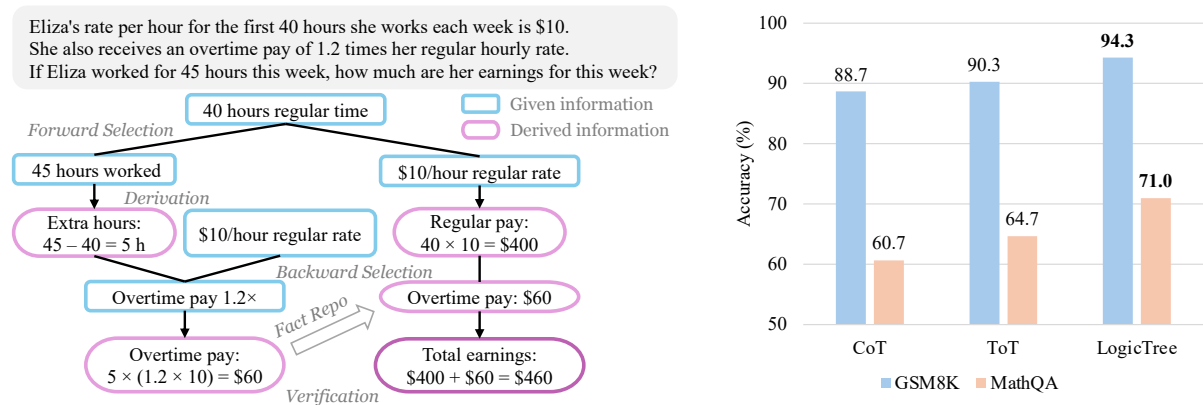 Eliza's rate per hour for the first 40 hours she works each week is $10.
She also receives an overtime pay of 1.2 times her regular hourly rate.
If Eliza worked for 45 hours this week, how much are her earnings for this week?
40 hours regular time
Given information
Derived information
Forward Selection
45 hours worked
$10/hour regular rate
Derivation
Extra hours:
45 – 40 = 5 h
$10/hour regular rate
Regular pay:
40 × 10 = $400
Backward Selection
Overtime pay 1.2×
Overtime pay: $60
Fact Repo
Overtime pay:
5 × (1.2 × 10) = $60
Total earnings:
$400 + $60 = $460
Verification
Accuracy (%)
100
90
80
70
60
50
88.7
60.7
90.3
64.7
94.3
71.0
CoT
ToT
LogicTree
GSM8K
MathQA